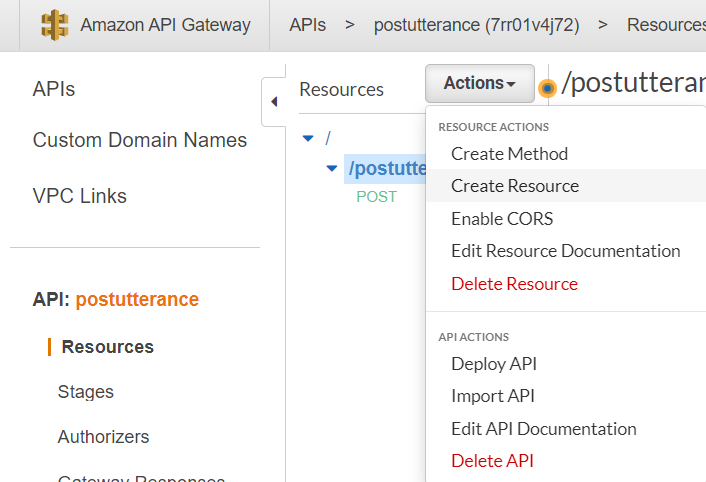 Amazon API Gateway APIs > postutterance (7rr01v4j72) > Resources
APIs
Custom Domain Names
VPC Links
API: postutterance
Resources
Stages
Authorizers
Gateway Responses
Resources
Actions
/postutteran
/
/postutte
POST
RESOURCE ACTIONS
Create Method
Create Resource
Enable CORS
Edit Resource Documentation
Delete Resource
API ACTIONS
Deploy API
Import API
Edit API Documentation
Delete API